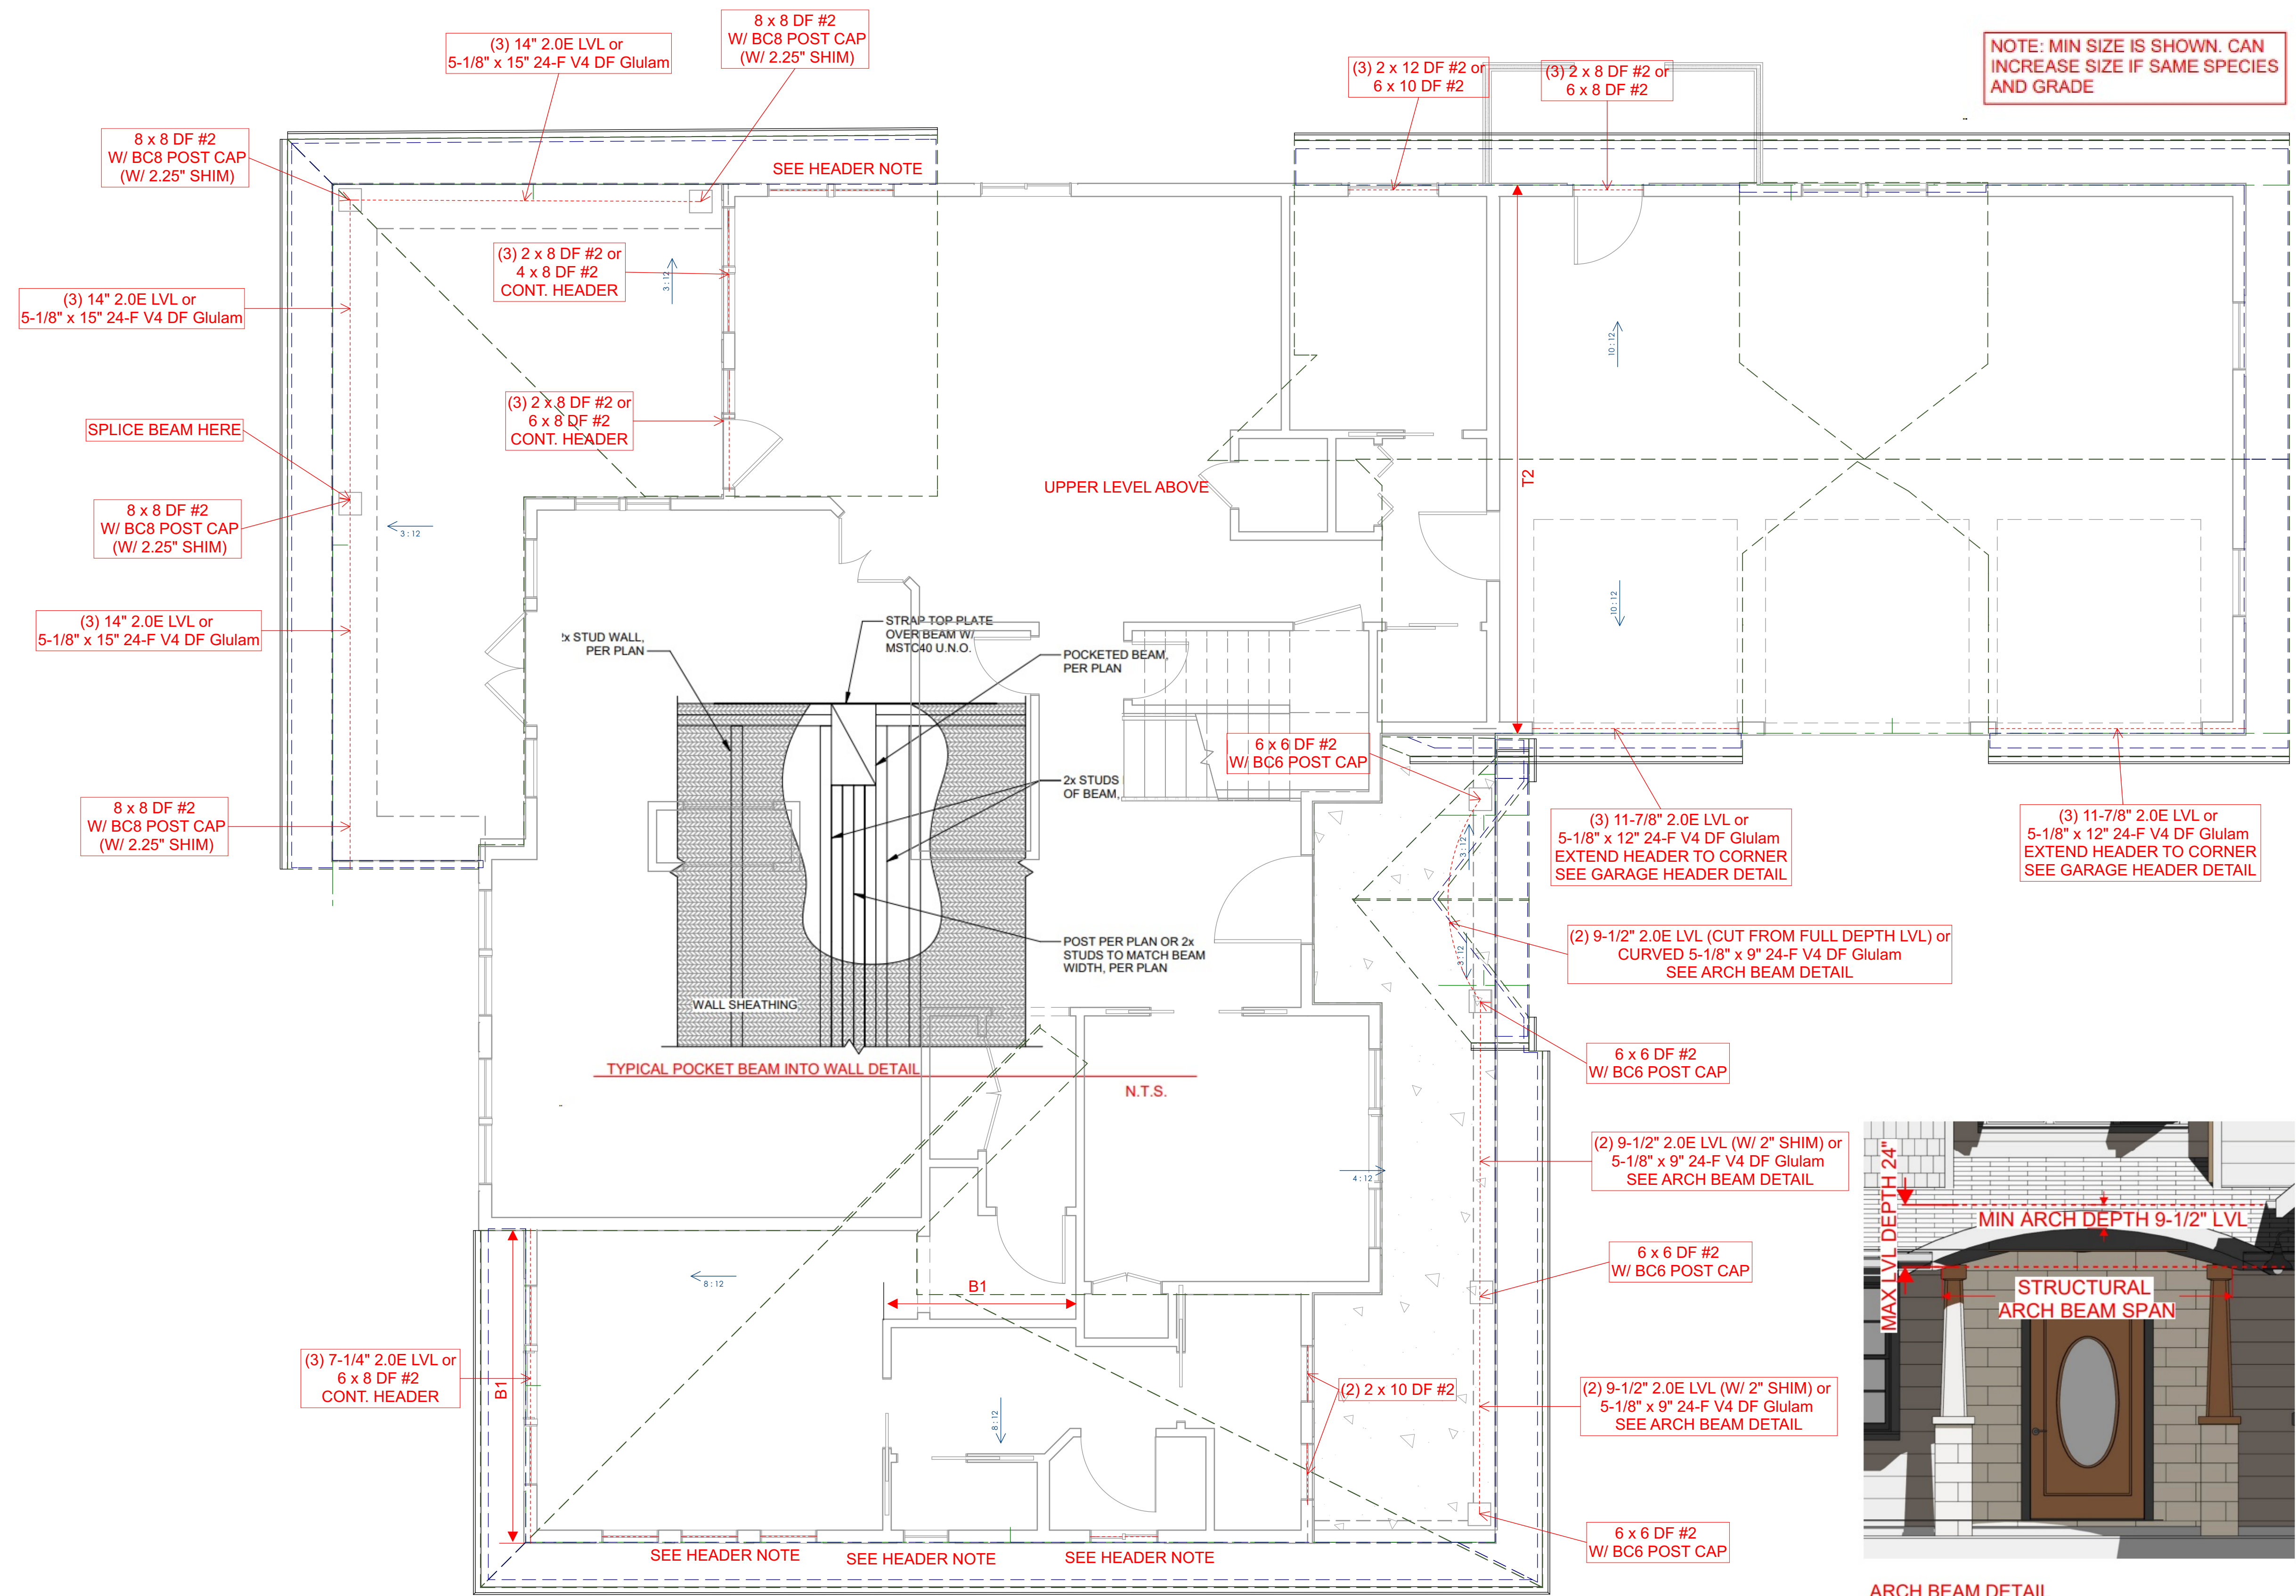 8 x 8 DF #2
W/ BC8 POST CAP
(W/ 2.25" SHIM)
(3) 14" 2.0E LVL or
5-1/8" x 15" 24-F V4 DF Glulam
NOTE: MIN SIZE IS SHOWN. CAN
INCREASE SIZE IF SAME SPECIES
AND GRADE
(3) 2 x 12 DF #2 or
6 x 10 DF #2
(3) 2 x 8 DF #2 or
6 x 8 DF #2
8 x 8 DF #2
W/ BC8 POST CAP
(W/ 2.25" SHIM)
SEE HEADER NOTE
(3) 2 x 8 DF #2 or
4 x 8 DF #2
CONT. HEADER
3 : 12
(3) 14" 2.0E LVL or
5-1/8" x 15" 24-F V4 DF Glulam
10 : 12
(3) 2 x 8 DF #2 or
6 x 8 DF #2
CONT. HEADER
SPLICE BEAM HERE
UPPER LEVEL ABOVE
T2
8 x 8 DF #2
W/ BC8 POST CAP
(W/ 2.25" SHIM)
3 : 12
10 : 12
(3) 14" 2.0E LVL or
5-1/8" x 15" 24-F V4 DF Glulam
2x STUD WALL,
PER PLAN
STRAP TOP PLATE
OVER BEAM W/
MSTC40 U.N.O.
POCKETED BEAM,
PER PLAN
2x STUDS
OF BEAM,
POST PER PLAN OR 2x
STUDS TO MATCH BEAM
WIDTH, PER PLAN
WALL SHEATHING
TYPICAL POCKET BEAM INTO WALL DETAIL
N.T.S.
6 x 6 DF #2
W/ BC6 POST CAP
8 x 8 DF #2
W/ BC8 POST CAP
(W/ 2.25" SHIM)
(3) 11-7/8" 2.0E LVL or
5-1/8" x 12" 24-F V4 DF Glulam
EXTEND HEADER TO CORNER
SEE GARAGE HEADER DETAIL
(3) 11-7/8" 2.0E LVL or
5-1/8" x 12" 24-F V4 DF Glulam
EXTEND HEADER TO CORNER
SEE GARAGE HEADER DETAIL
3 : 12
3 : 12
(2) 9-1/2" 2.0E LVL (CUT FROM FULL DEPTH LVL) or
CURVED 5-1/8" x 9" 24-F V4 DF Glulam
SEE ARCH BEAM DETAIL
6 x 6 DF #2
W/ BC6 POST CAP
(2) 9-1/2" 2.0E LVL (W/ 2" SHIM) or
5-1/8" x 9" 24-F V4 DF Glulam
SEE ARCH BEAM DETAIL
4 : 12
6 x 6 DF #2
W/ BC6 POST CAP
MAX LVL DEPTH 24"
MIN ARCH DEPTH 9-1/2" LVL
STRUCTURAL
ARCH BEAM SPAN
8 : 12
B1
(3) 7-1/4" 2.0E LVL or
6 x 8 DF #2
CONT. HEADER
B1
8 : 12
(2) 2 x 10 DF #2
(2) 9-1/2" 2.0E LVL (W/ 2" SHIM) or
5-1/8" x 9" 24-F V4 DF Glulam
SEE ARCH BEAM DETAIL
6 x 6 DF #2
W/ BC6 POST CAP
SEE HEADER NOTE
SEE HEADER NOTE
SEE HEADER NOTE
ARCH BEAM DETAIL